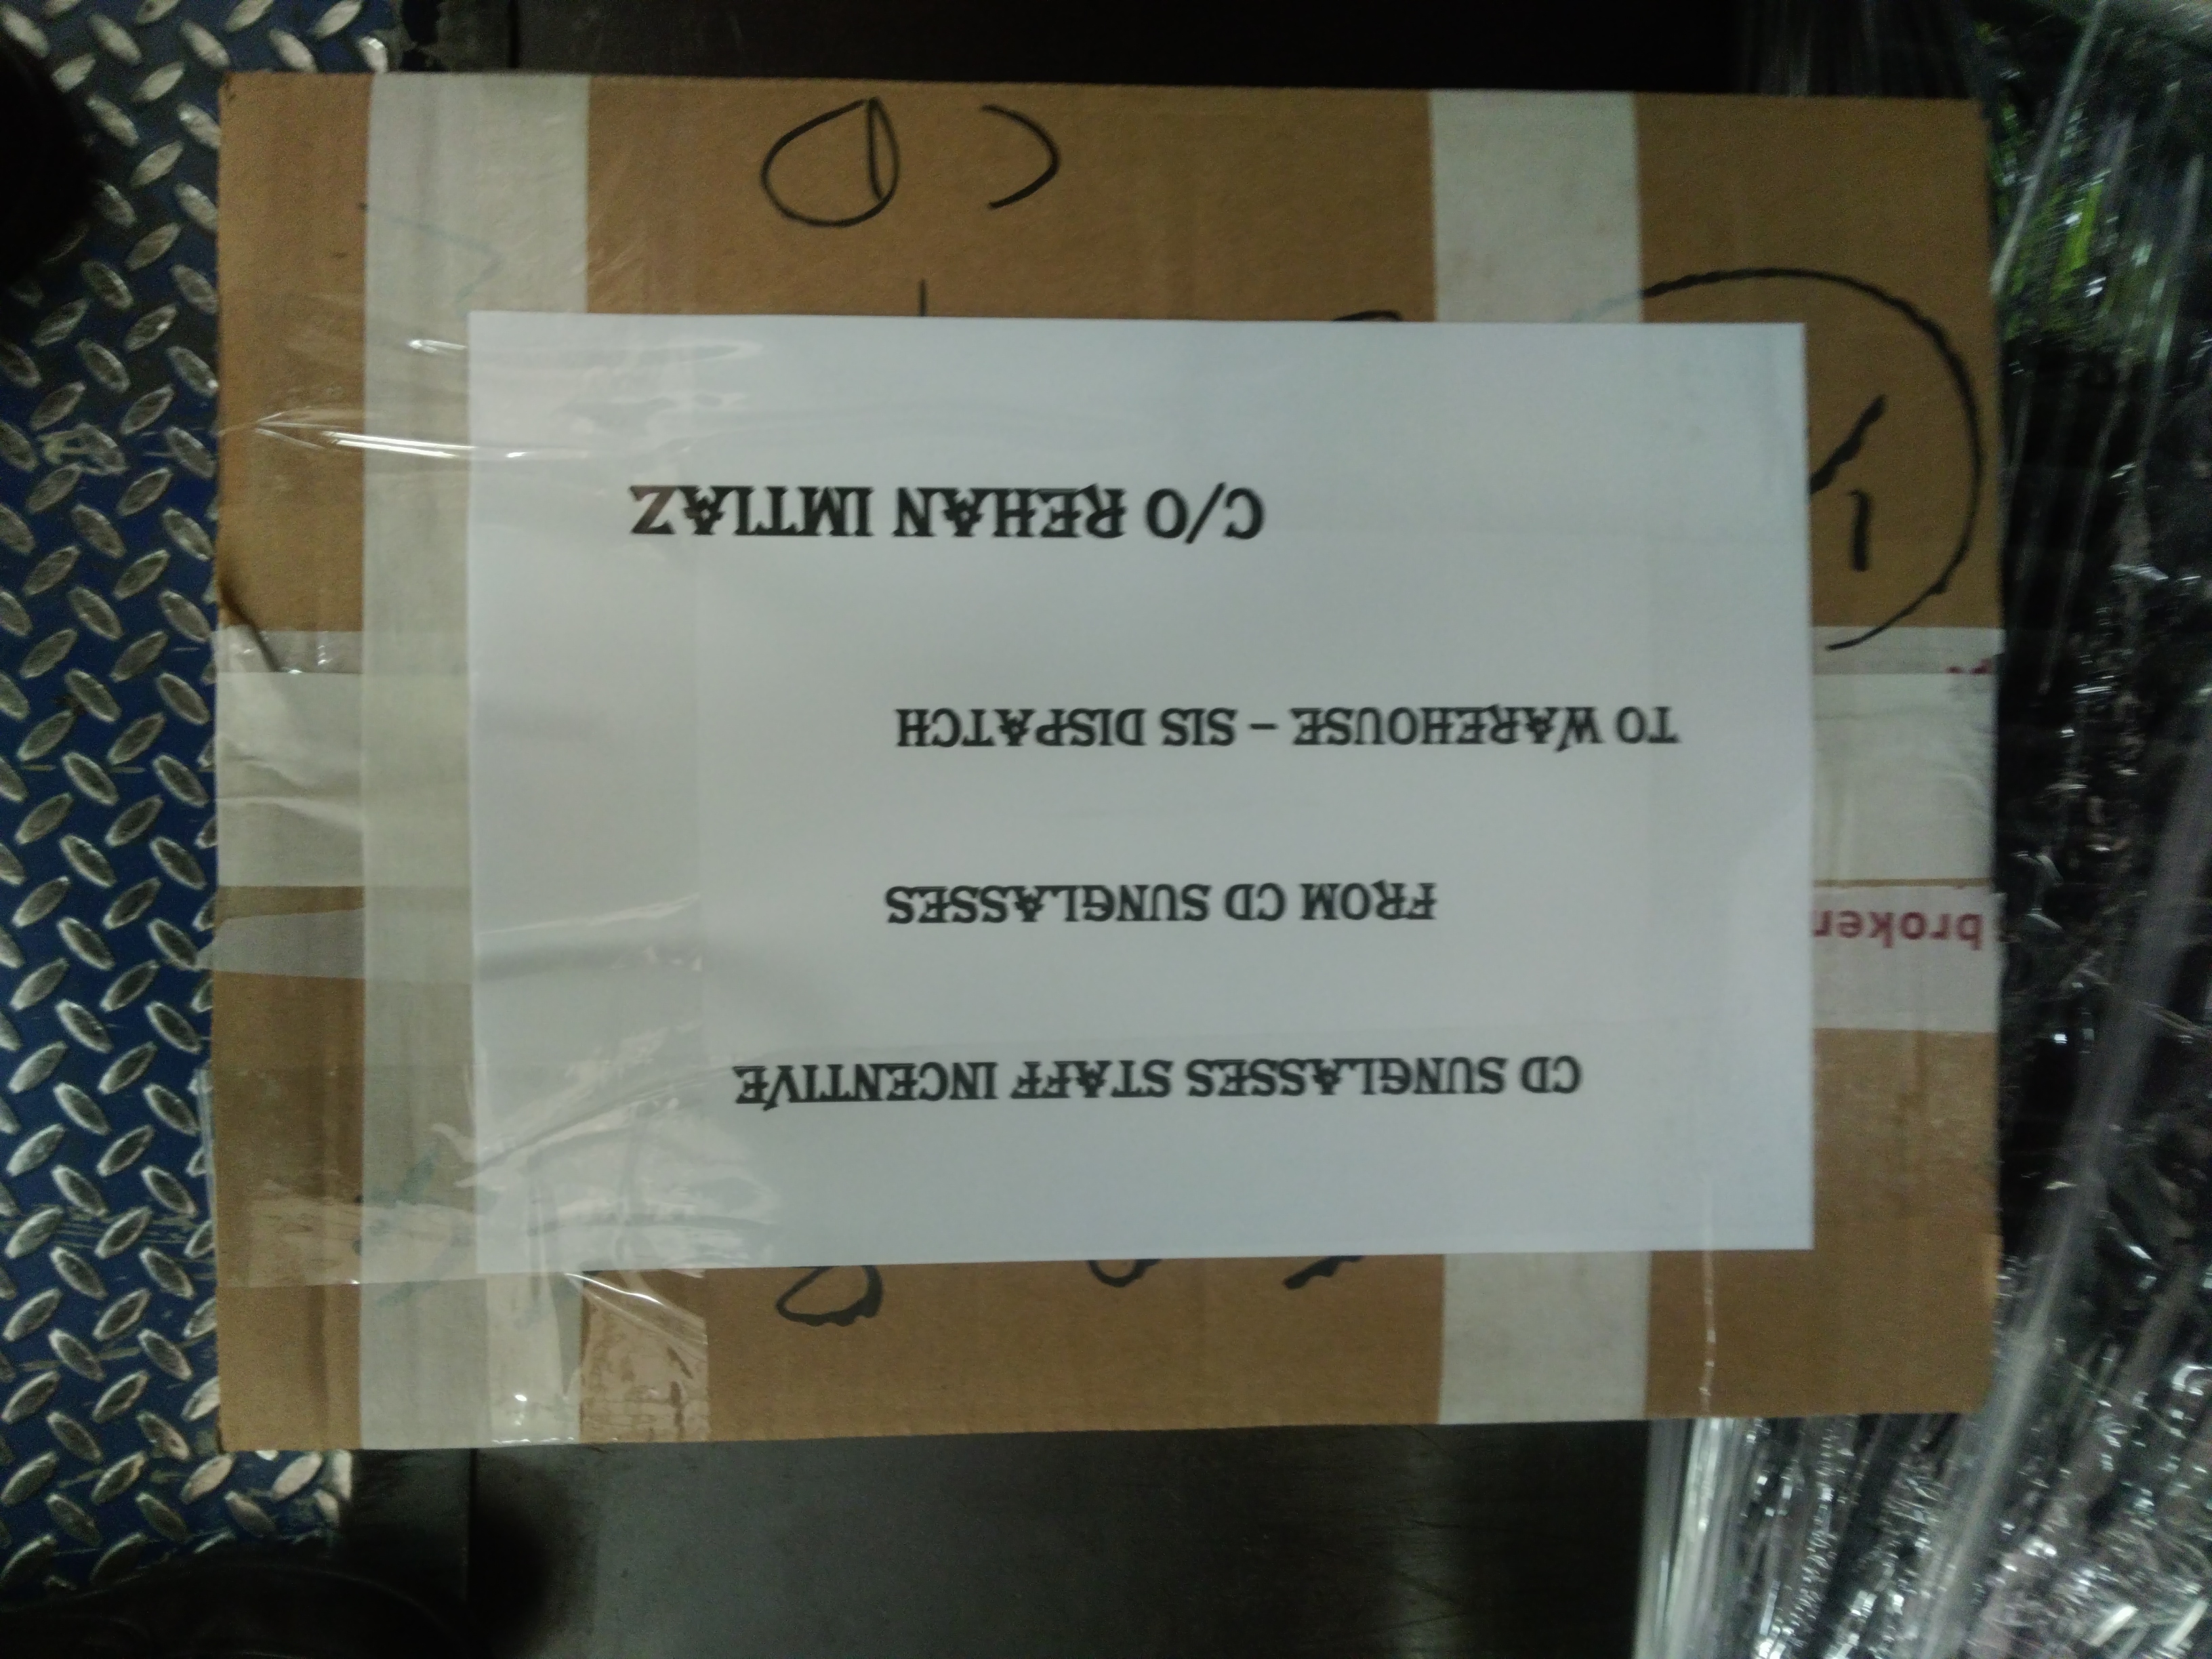 CD SUNGLASSES STAFF INCENTIVE
FROM CD SUNGLASSES
broken
TO WAREHOUSE – SIS DISPATCH
C/O REHAN IMTIAZ
CD